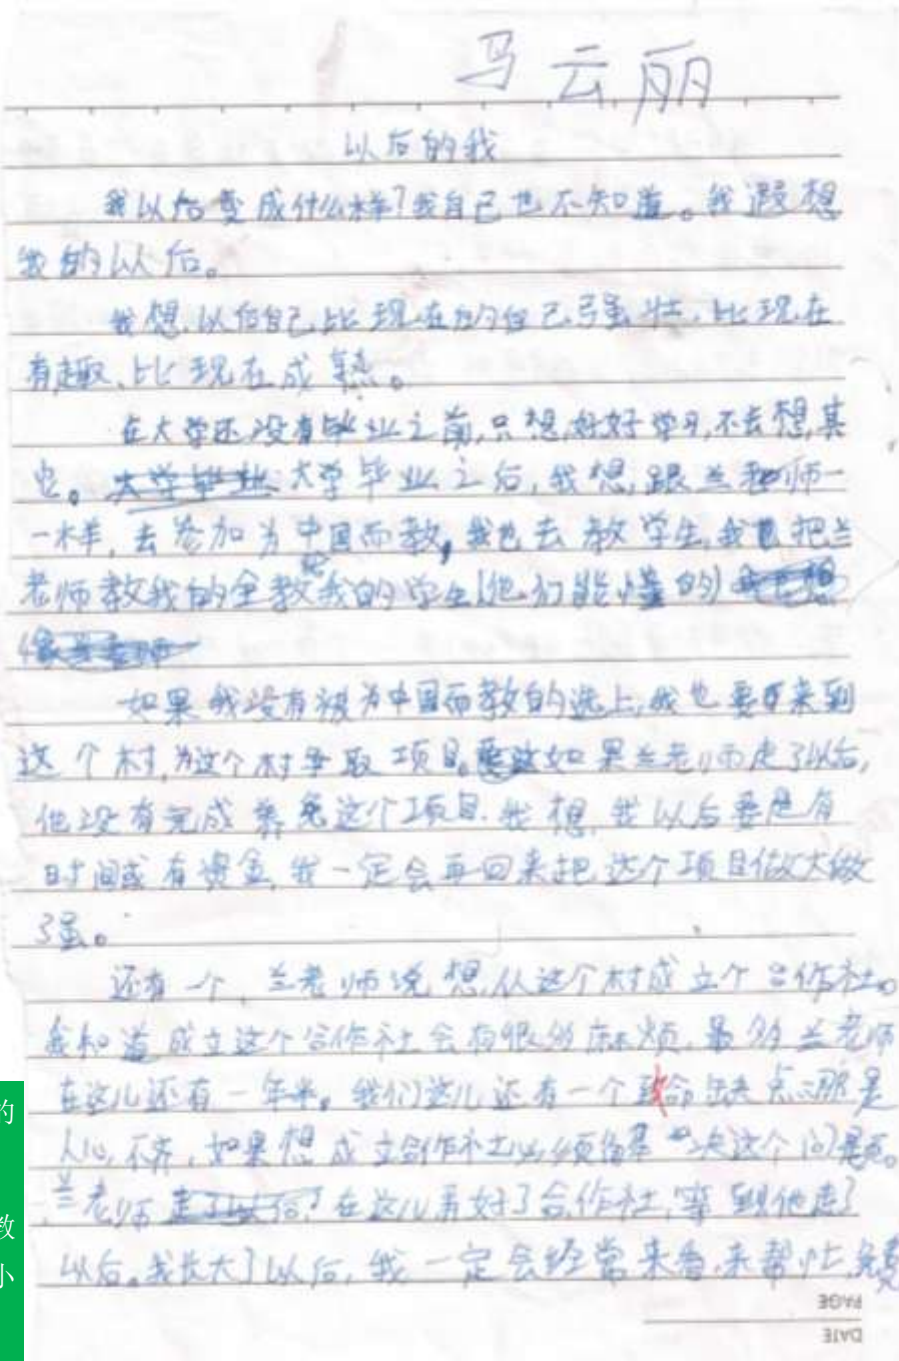 马云丽
以后的我
我以后变成什么样?我自己也不知道。我假想
我的以后。
我想,以后自己比现在的自己强壮,比现在
有趣、比现在成熟。
在大学还没有毕业之前,只想好好学习,不去想其
也。大学毕业 大学毕业之后,我想,跟兰老师一
一样,去参加为中国而教,我也去教学生,我也把兰
老师教我的全教我的学生(他们能懂的)
如果我没有被为中国而教的选上,我也要来到
这个村,为这个村争取项目。如果兰老师走了以后,
他没有完成养兔这个项目.我想,我以后要是有
时间或有资金,我一定会再回来把这个项目做大做
强。
还有一个,兰老师说想从这个村成立个合作社。
我知道成立这个合作社会有很多麻烦,最多兰老师
在这儿还有一年半。我们这儿还有一个致命缺点:那是
人心不齐,如果想成立合作社必须 决这个问题。
兰老师走了以后!在这儿弄好了合作社,等到他走了
以后。我长大了以后,我一定会经常来看,来帮忙,免费
PAGE
DATE
的
教
小